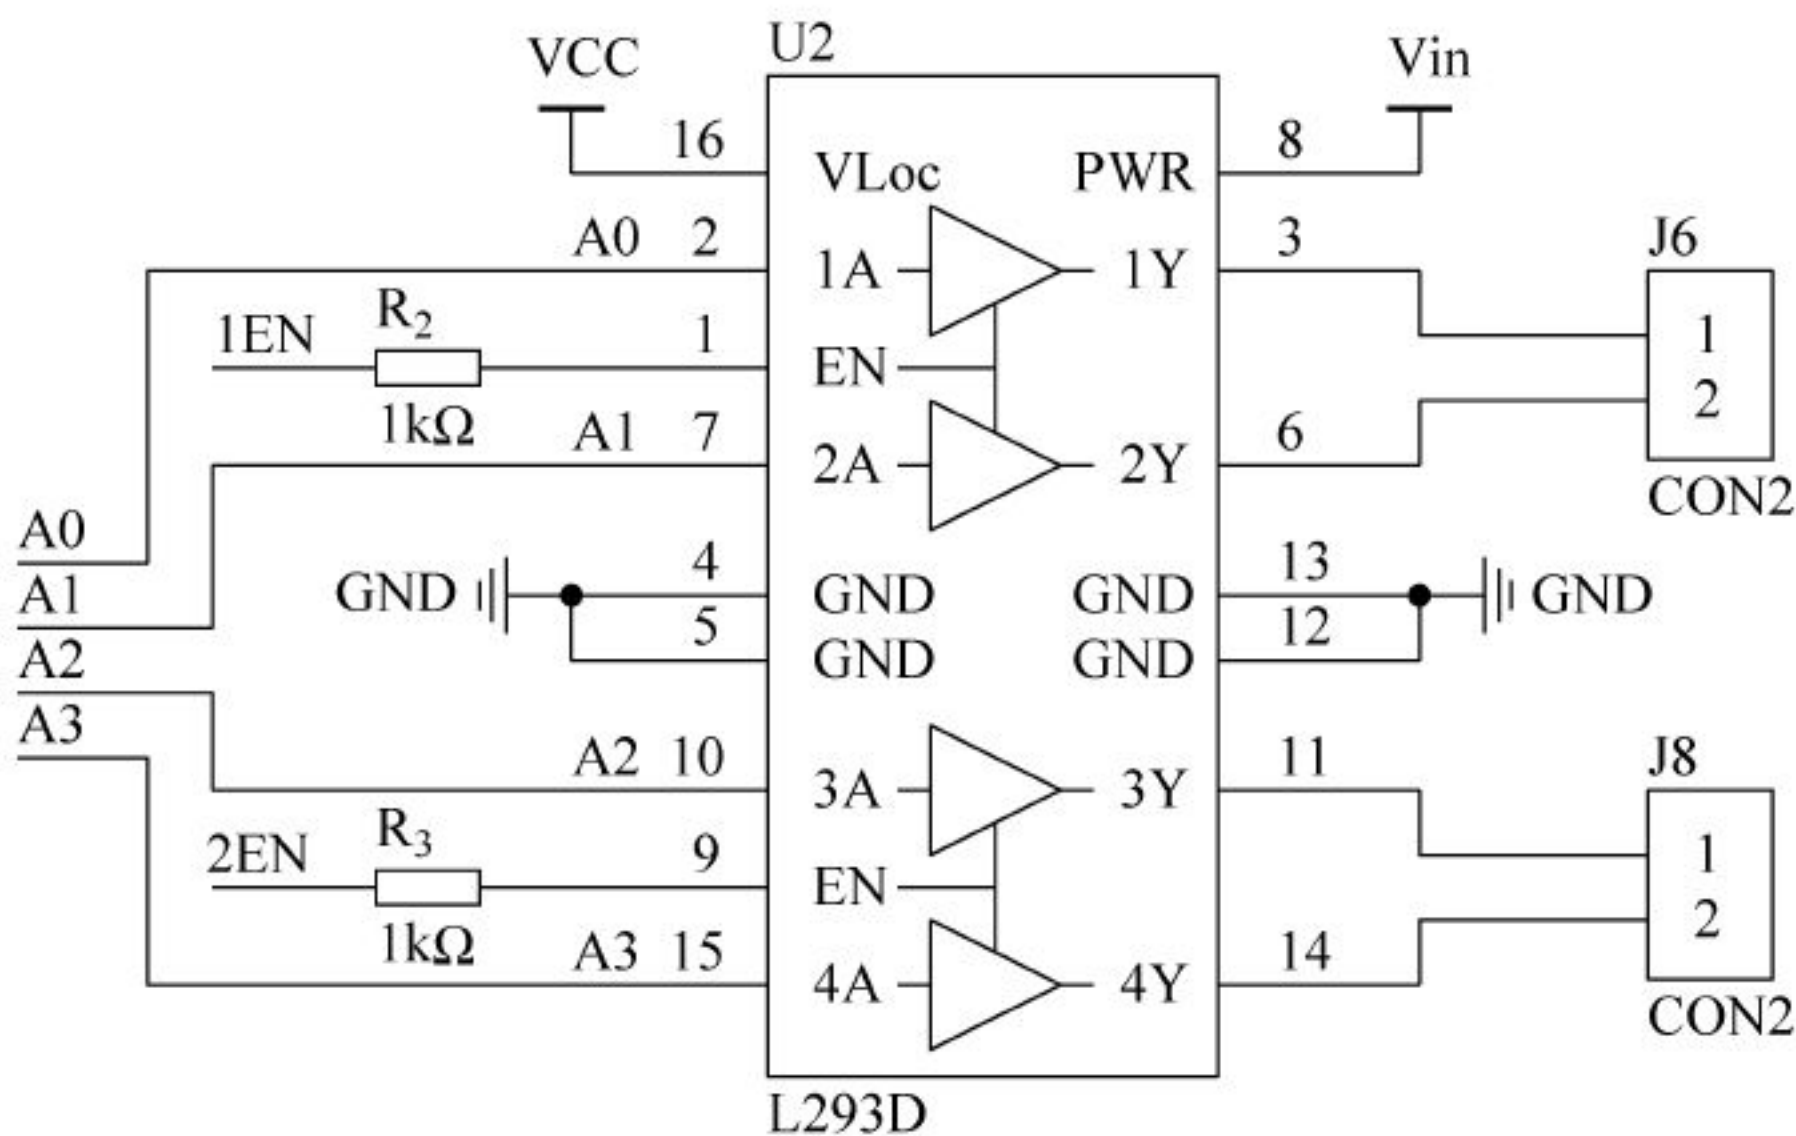 U2
VCC
Vin
16
8
VLoc
PWR
A0
2
3
J6
1A
1Y
1EN
R2
1
1
EN
2
1kΩ
A1
7
6
2A
2Y
CON2
A0
4
13
A1
GND
GND
GND
GND
5
12
A2
GND
GND
A3
A2
10
11
J8
3A
3Y
R3
2EN
9
1
EN
2
1kΩ
A3
15
14
4A
4Y
CON2
L293D